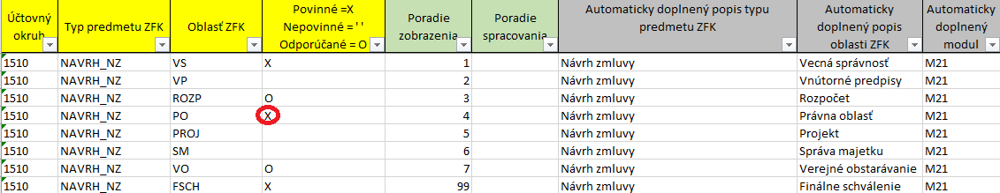 Účtovný okruh Typ predmetu ZFK Oblasť ZFK Povinné =X Nepovinné = ' ' Odporúčané = O Poradie zobrazenia Poradie spracovania Automaticky doplnený popis typu predmetu ZFK Automaticky doplnený popis oblasti ZFK Automaticky doplnený modul
1510 NAVRH_NZ VS X 1 Návrh zmluvy Vecná správnosť M21
1510 NAVRH_NZ VP 2 Návrh zmluvy Vnútorné predpisy M21
1510 NAVRH_NZ ROZP O 3 Návrh zmluvy Rozpočet M21
1510 NAVRH_NZ PO X 4 Návrh zmluvy Právna oblasť M21
1510 NAVRH_NZ PROJ 5 Návrh zmluvy Projekt M21
1510 NAVRH_NZ SM 6 Návrh zmluvy Správa majetku M21
1510 NAVRH_NZ VO O 7 Návrh zmluvy Verejné obstarávanie M21
1510 NAVRH_NZ FSCH X 99 Návrh zmluvy Finálne schválenie M21